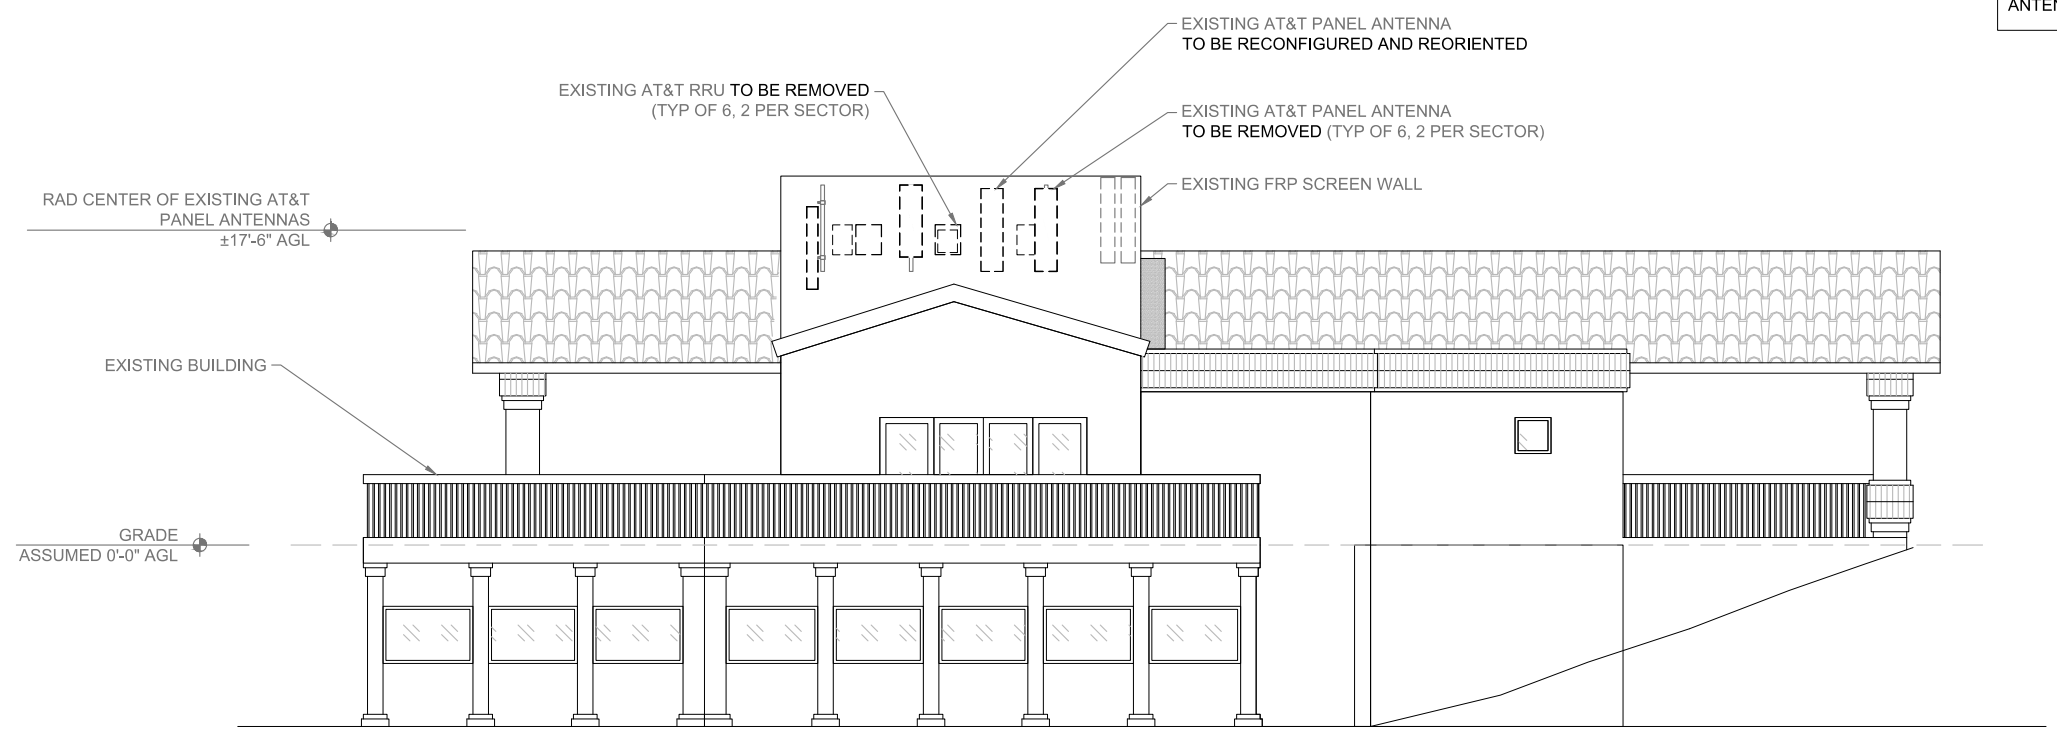 ANTEN
EXISTING AT&T PANEL ANTENNA
TO BE RECONFIGURED AND REORIENTED
EXISTING AT&T RRU TO BE REMOVED
(TYP OF 6, 2 PER SECTOR)
EXISTING AT&T PANEL ANTENNA
TO BE REMOVED (TYP OF 6, 2 PER SECTOR)
EXISTING FRP SCREEN WALL
RAD CENTER OF EXISTING AT&T
PANEL ANTENNAS
±17'-6" AGL
EXISTING BUILDING
GRADE
ASSUMED 0'-0" AGL